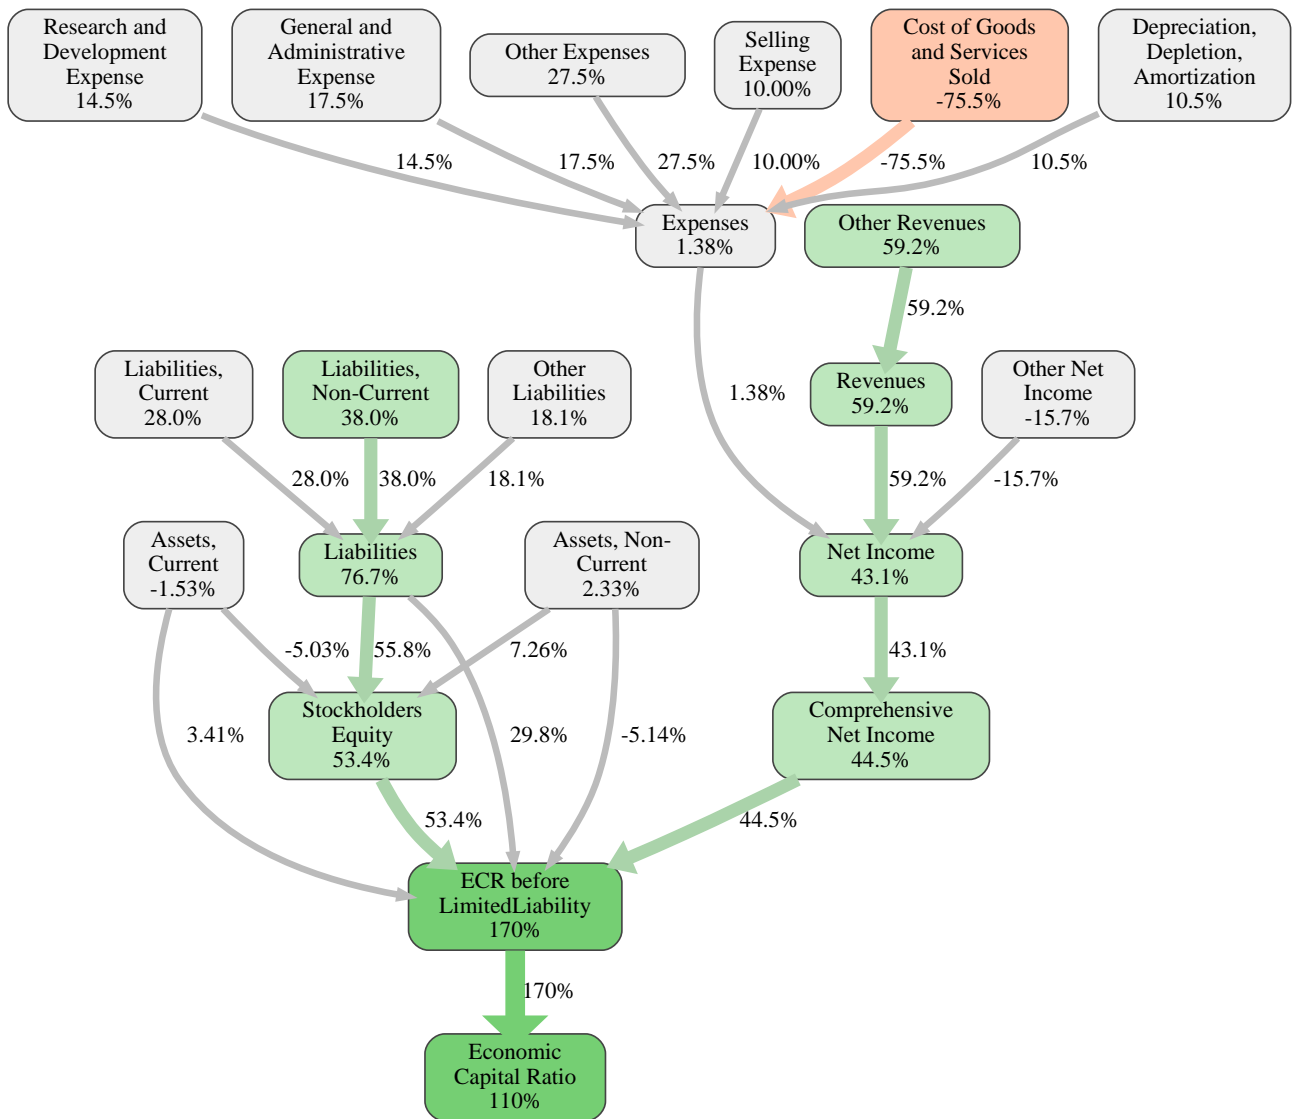 Research and
Development
Expense
14.5%
General and
Administrative
Expense
17.5%
Other Expenses
27.5%
Selling
Expense
10.00%
Cost of Goods
and Services
Sold
-75.5%
Depreciation,
Depletion,
Amortization
10.5%
14.5%
17.5%
27.5%
10.00%
-75.5%
10.5%
Expenses
1.38%
Other Revenues
59.2%
59.2%
Liabilities,
Current
28.0%
Liabilities,
Non-Current
38.0%
Other
Liabilities
18.1%
1.38%
Revenues
59.2%
Other Net
Income
-15.7%
28.0%
38.0%
18.1%
59.2%
-15.7%
Assets,
Current
-1.53%
Liabilities
76.7%
Assets, Non-
Current
2.33%
Net Income
43.1%
-5.03%
55.8%
7.26%
43.1%
3.41%
Stockholders
Equity
53.4%
29.8%
-5.14%
Comprehensive
Net Income
44.5%
53.4%
44.5%
ECR before
LimitedLiability
170%
170%
Economic
Capital Ratio
110%